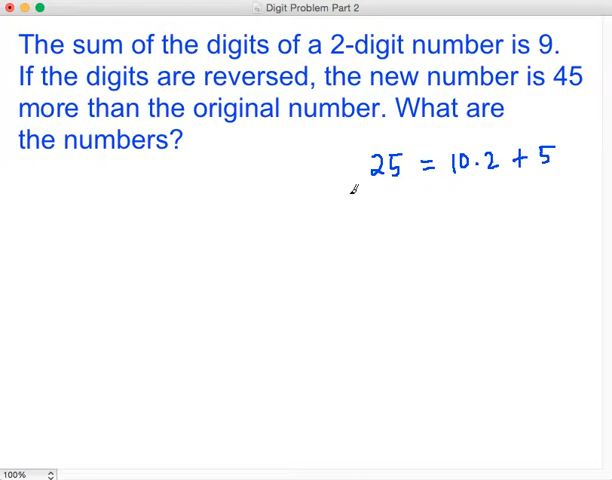 Digit Problem Part 2
The sum of the digits of a 2-digit number is 9.
If the digits are reversed, the new number is 45
more than the original number. What are
the numbers?
25 = 10·2 + 5
100%